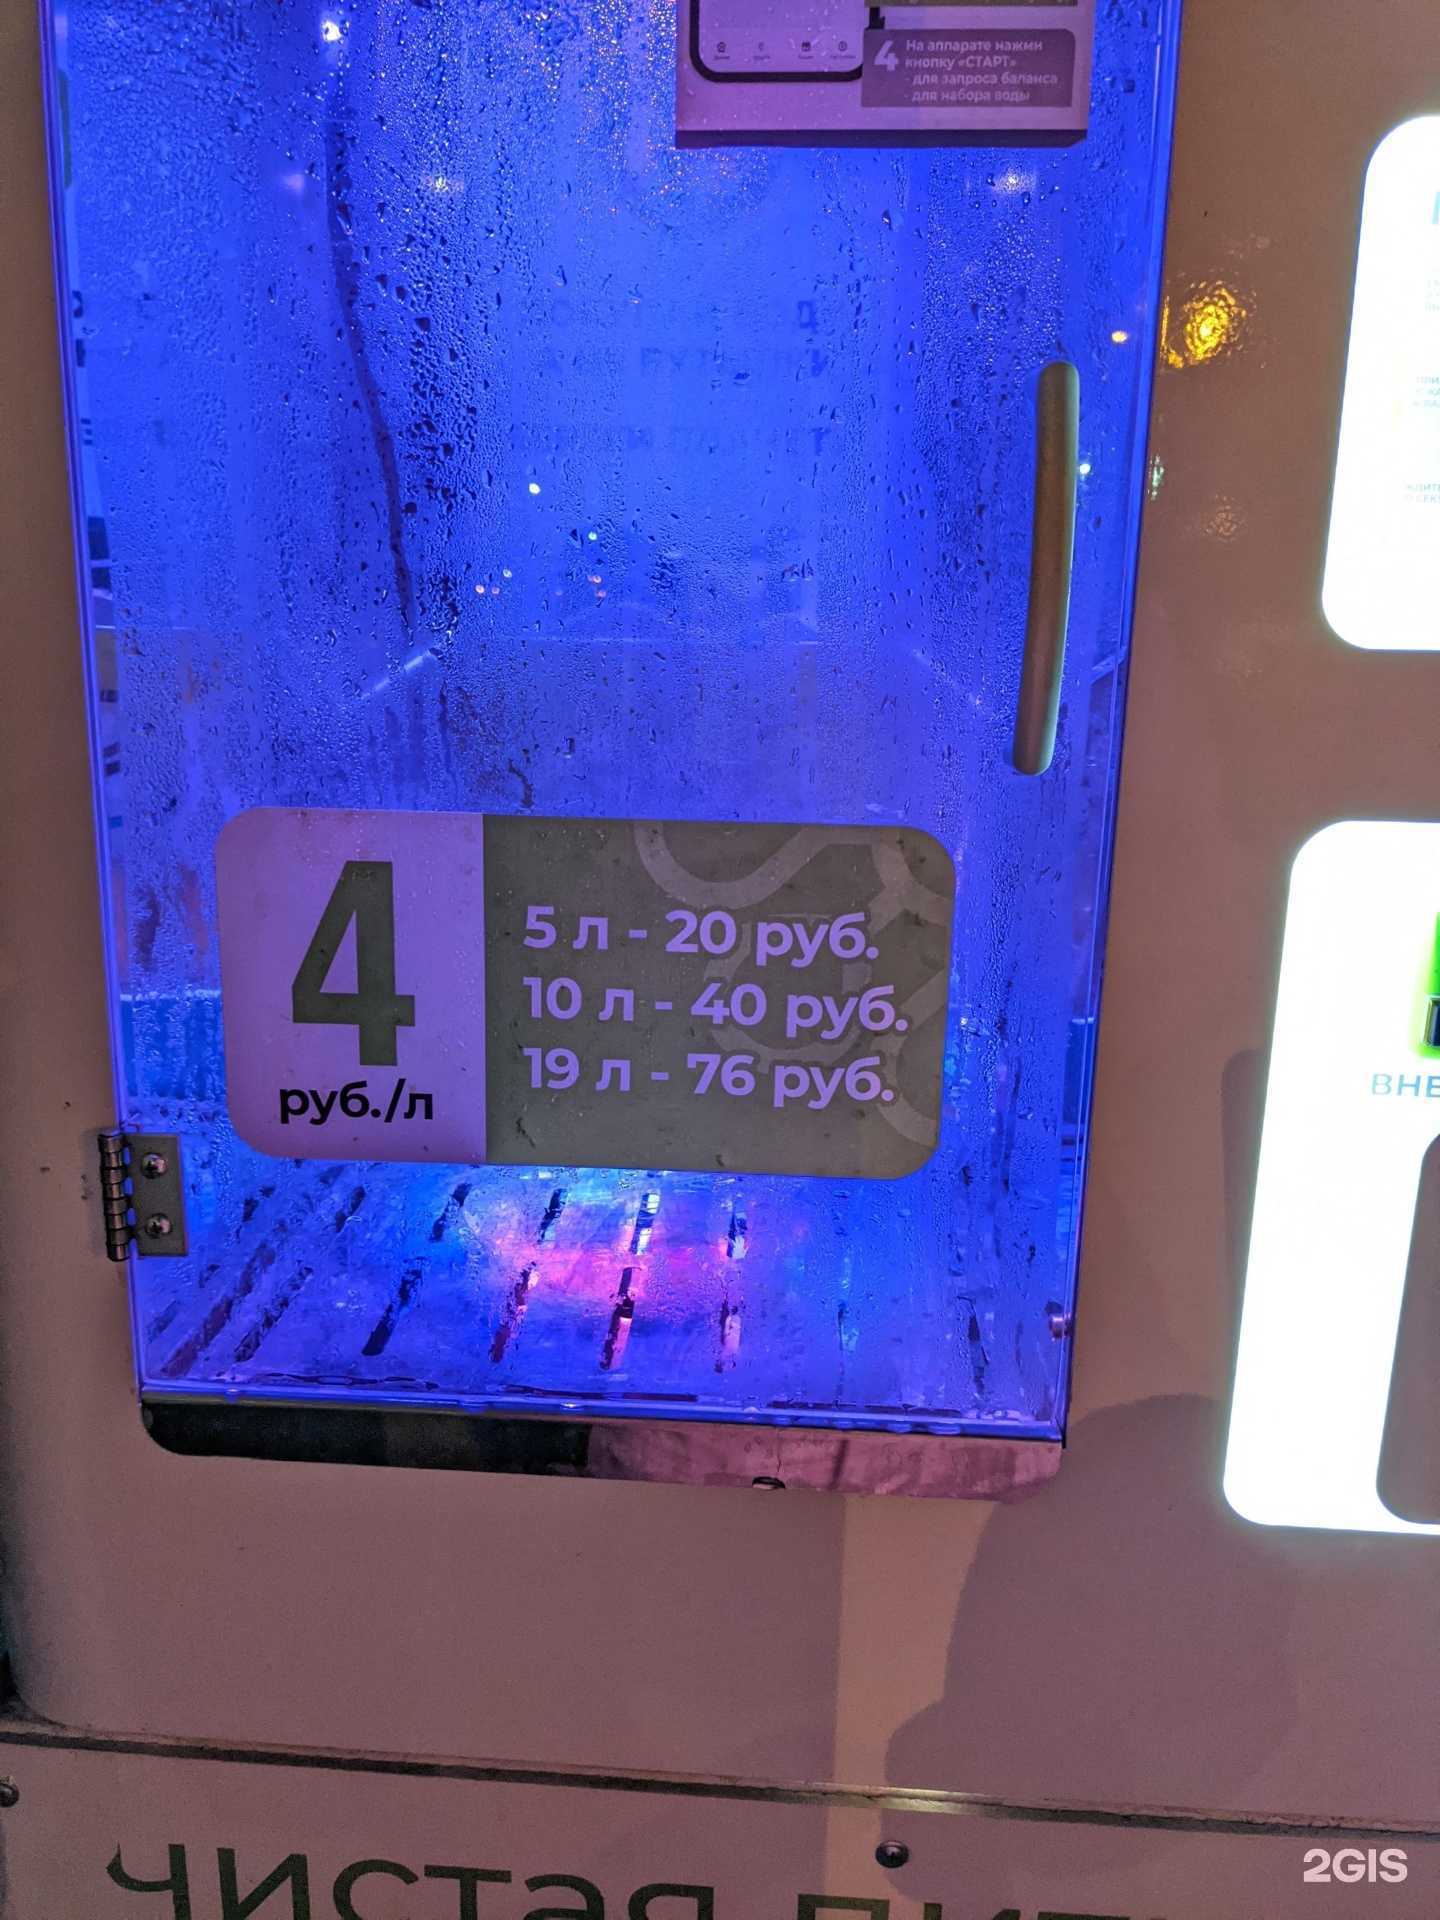 4 На аппарате нажми
кнопку «СТАРТ»
- для запроса баланса
- для набора воды
4
руб./л
5 л - 20 руб.
10 л - 40 руб.
19 л - 76 руб.
ВНЕ
чистая пит
2GIS